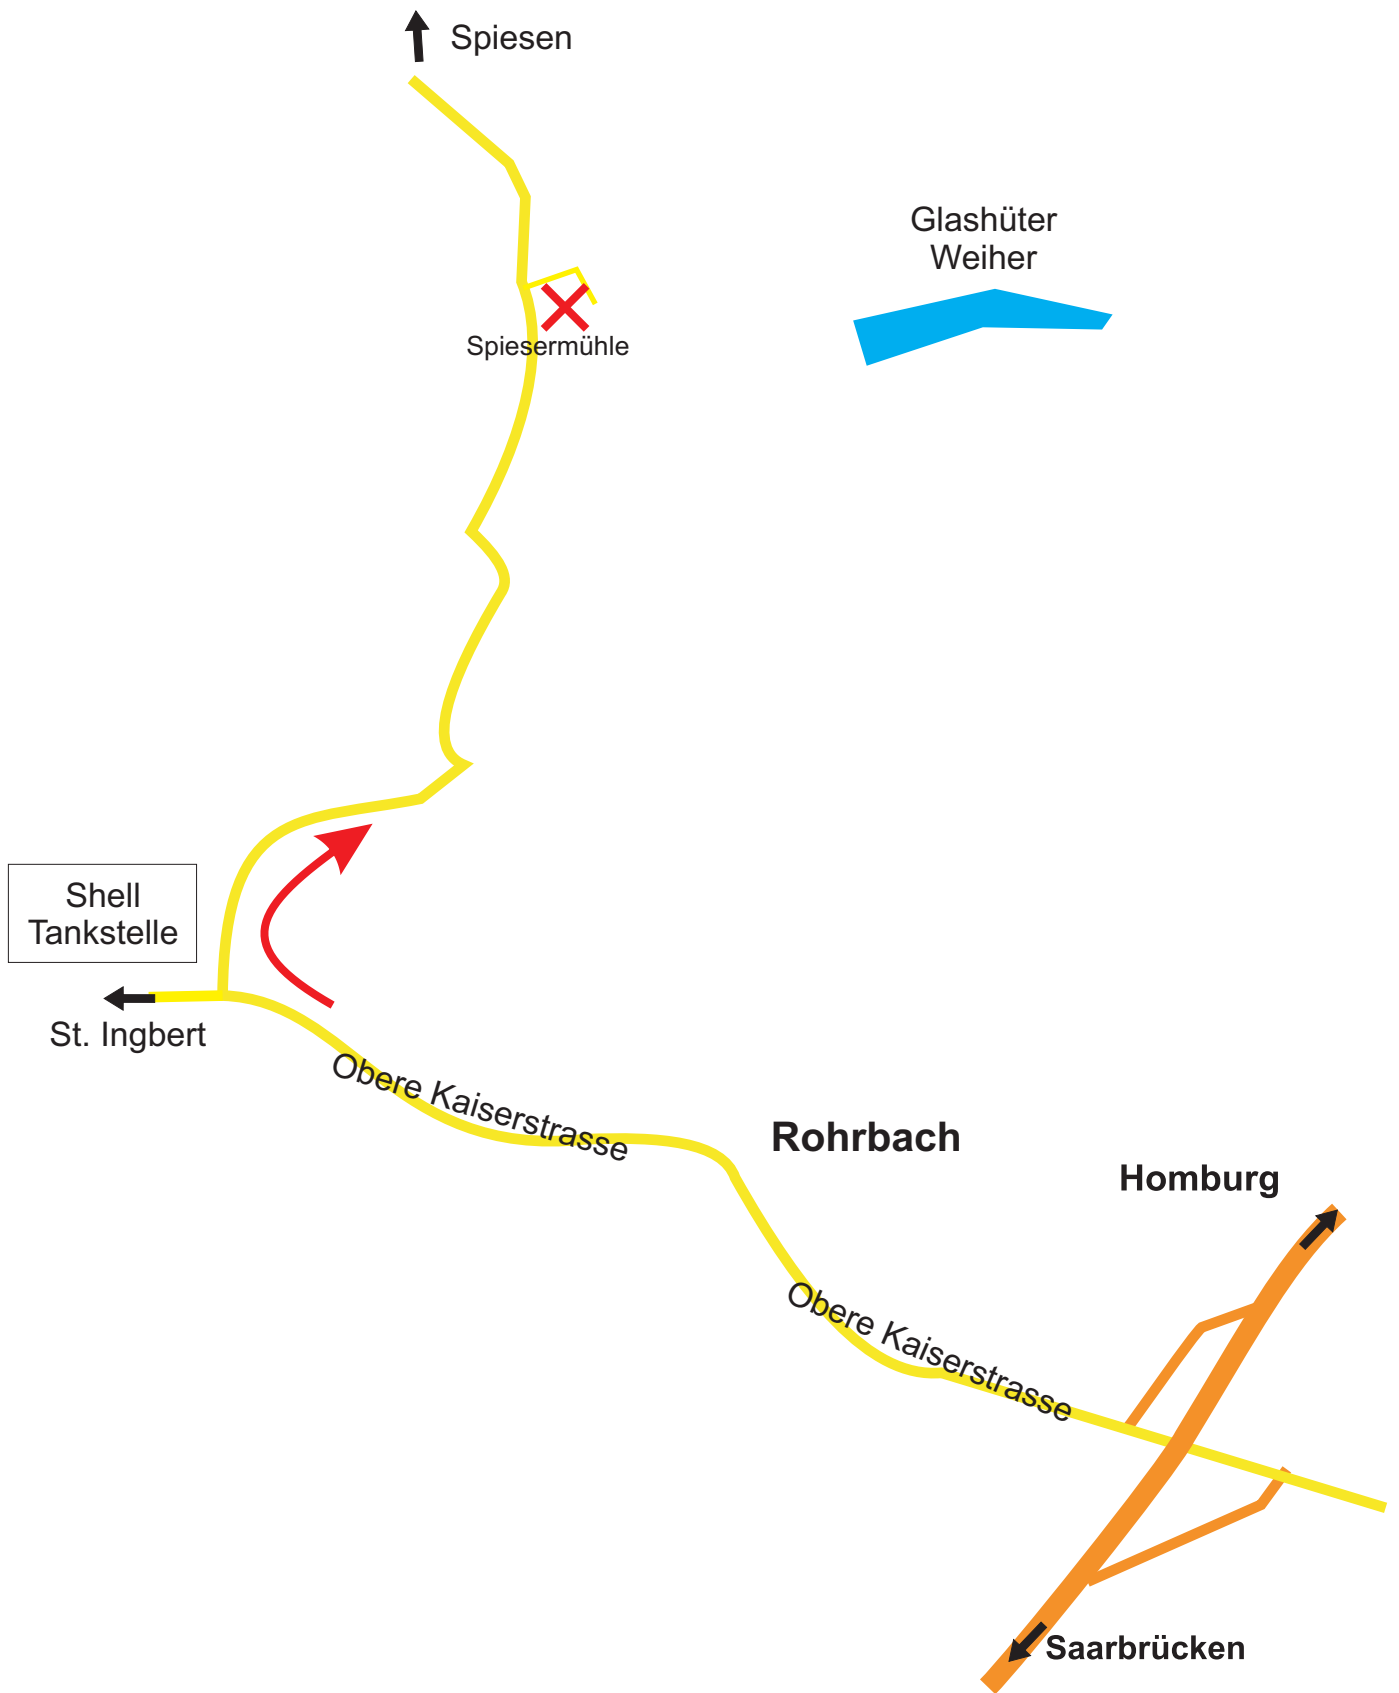 Spiesen
Glashüter
Weiher
Spiesermühle
Shell
Tankstelle
St. Ingbert
Obere Kaiserstrasse
Rohrbach
Homburg
Obere Kaiserstrasse
Saarbrücken